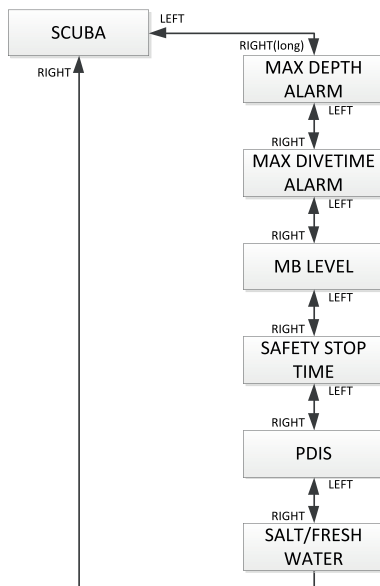 SCUBA
LEFT
RIGHT(long)
RIGHT
MAX DEPTH
ALARM
LEFT
RIGHT
MAX DIVETIME
ALARM
LEFT
RIGHT
MB LEVEL
LEFT
RIGHT
SAFETY STOP
TIME
LEFT
RIGHT
PDIS
LEFT
RIGHT
SALT/FRESH
WATER